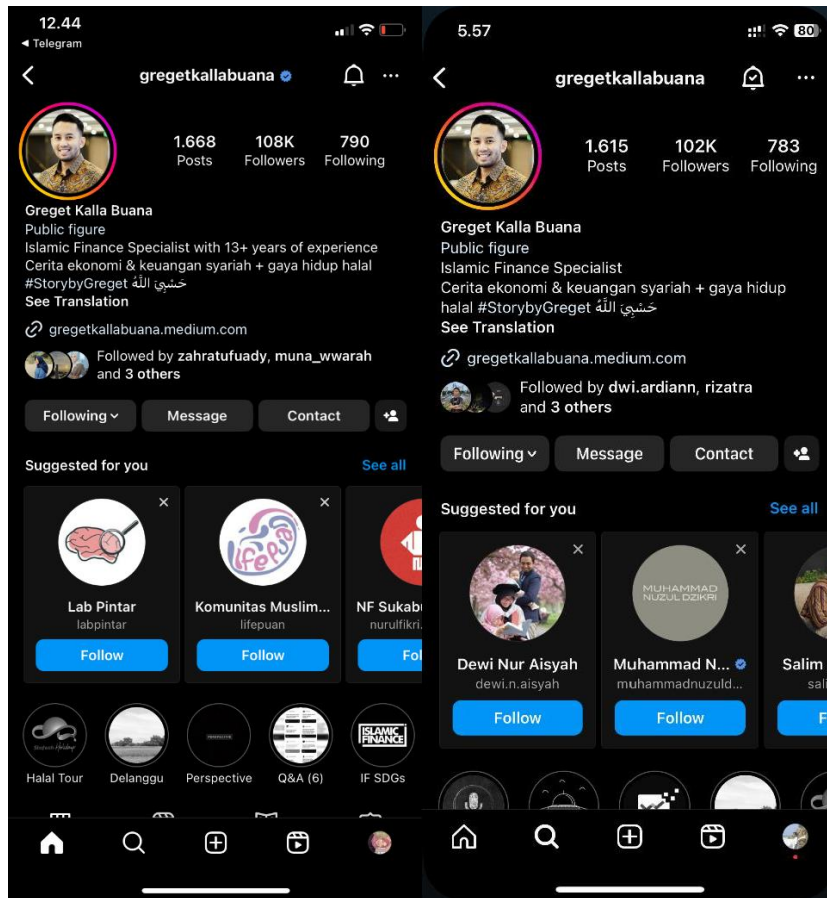 12.44
◄ Telegram
gregetkallabuana
1.668
Posts
108K
Followers
790
Following
Greget Kalla Buana
Public figure
Islamic Finance Specialist with 13+ years of experience
Cerita ekonomi & keuangan syariah + gaya hidup halal
#StorybyGreget حَسْبِيَ اللَّهُ
See Translation
gregetkallabuana.medium.com
Followed by zahratufuady, muna_wwarah
and 3 others
Following
Message
Contact
Suggested for you
See all
Lab Pintar
labpintar
Follow
Komunitas Muslim...
lifepuan
Follow
NF Sukab
nurulfikri.
Fol
Halal Tour
Delanggu
Perspective
Q&A (6)
ISLAMIC
FINANCE
IF SDGs
5.57
80
gregetkallabuana
1.615
Posts
102K
Followers
783
Following
Greget Kalla Buana
Public figure
Islamic Finance Specialist
Cerita ekonomi & keuangan syariah + gaya hidup
halal #StorybyGreget حَسْبِيَ اللَّهُ
See Translation
gregetkallabuana.medium.com
Followed by dwi.ardiann, rizatra
and 3 others
Following
Message
Contact
Suggested for you
See all
Dewi Nur Aisyah
dewi.n.aisyah
Follow
MUHAMMAD
NUZUL DZIKRI
Muhammad N...
muhammadnuzuld...
Follow
Salim
sali
F